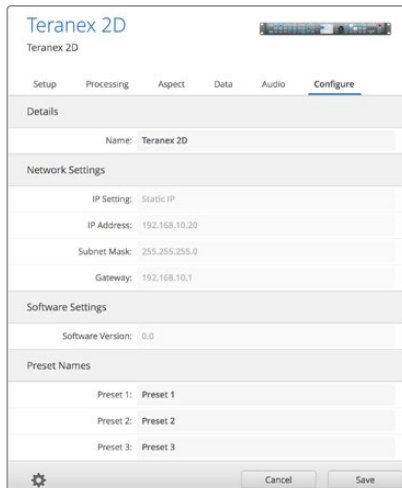 Teranex 2D
Teranex 2D
Setup Processing Aspect Data Audio Configure
Details
Name: Teranex 2D
Network Settings
IP Setting: Static IP
IP Address: 192.168.10.20
Subnet Mask: 255.255.255.0
Gateway: 192.168.10.1
Software Settings
Software Version: 0.0
Preset Names
Preset 1: Preset 1
Preset 2: Preset 2
Preset 3: Preset 3
Cancel Save